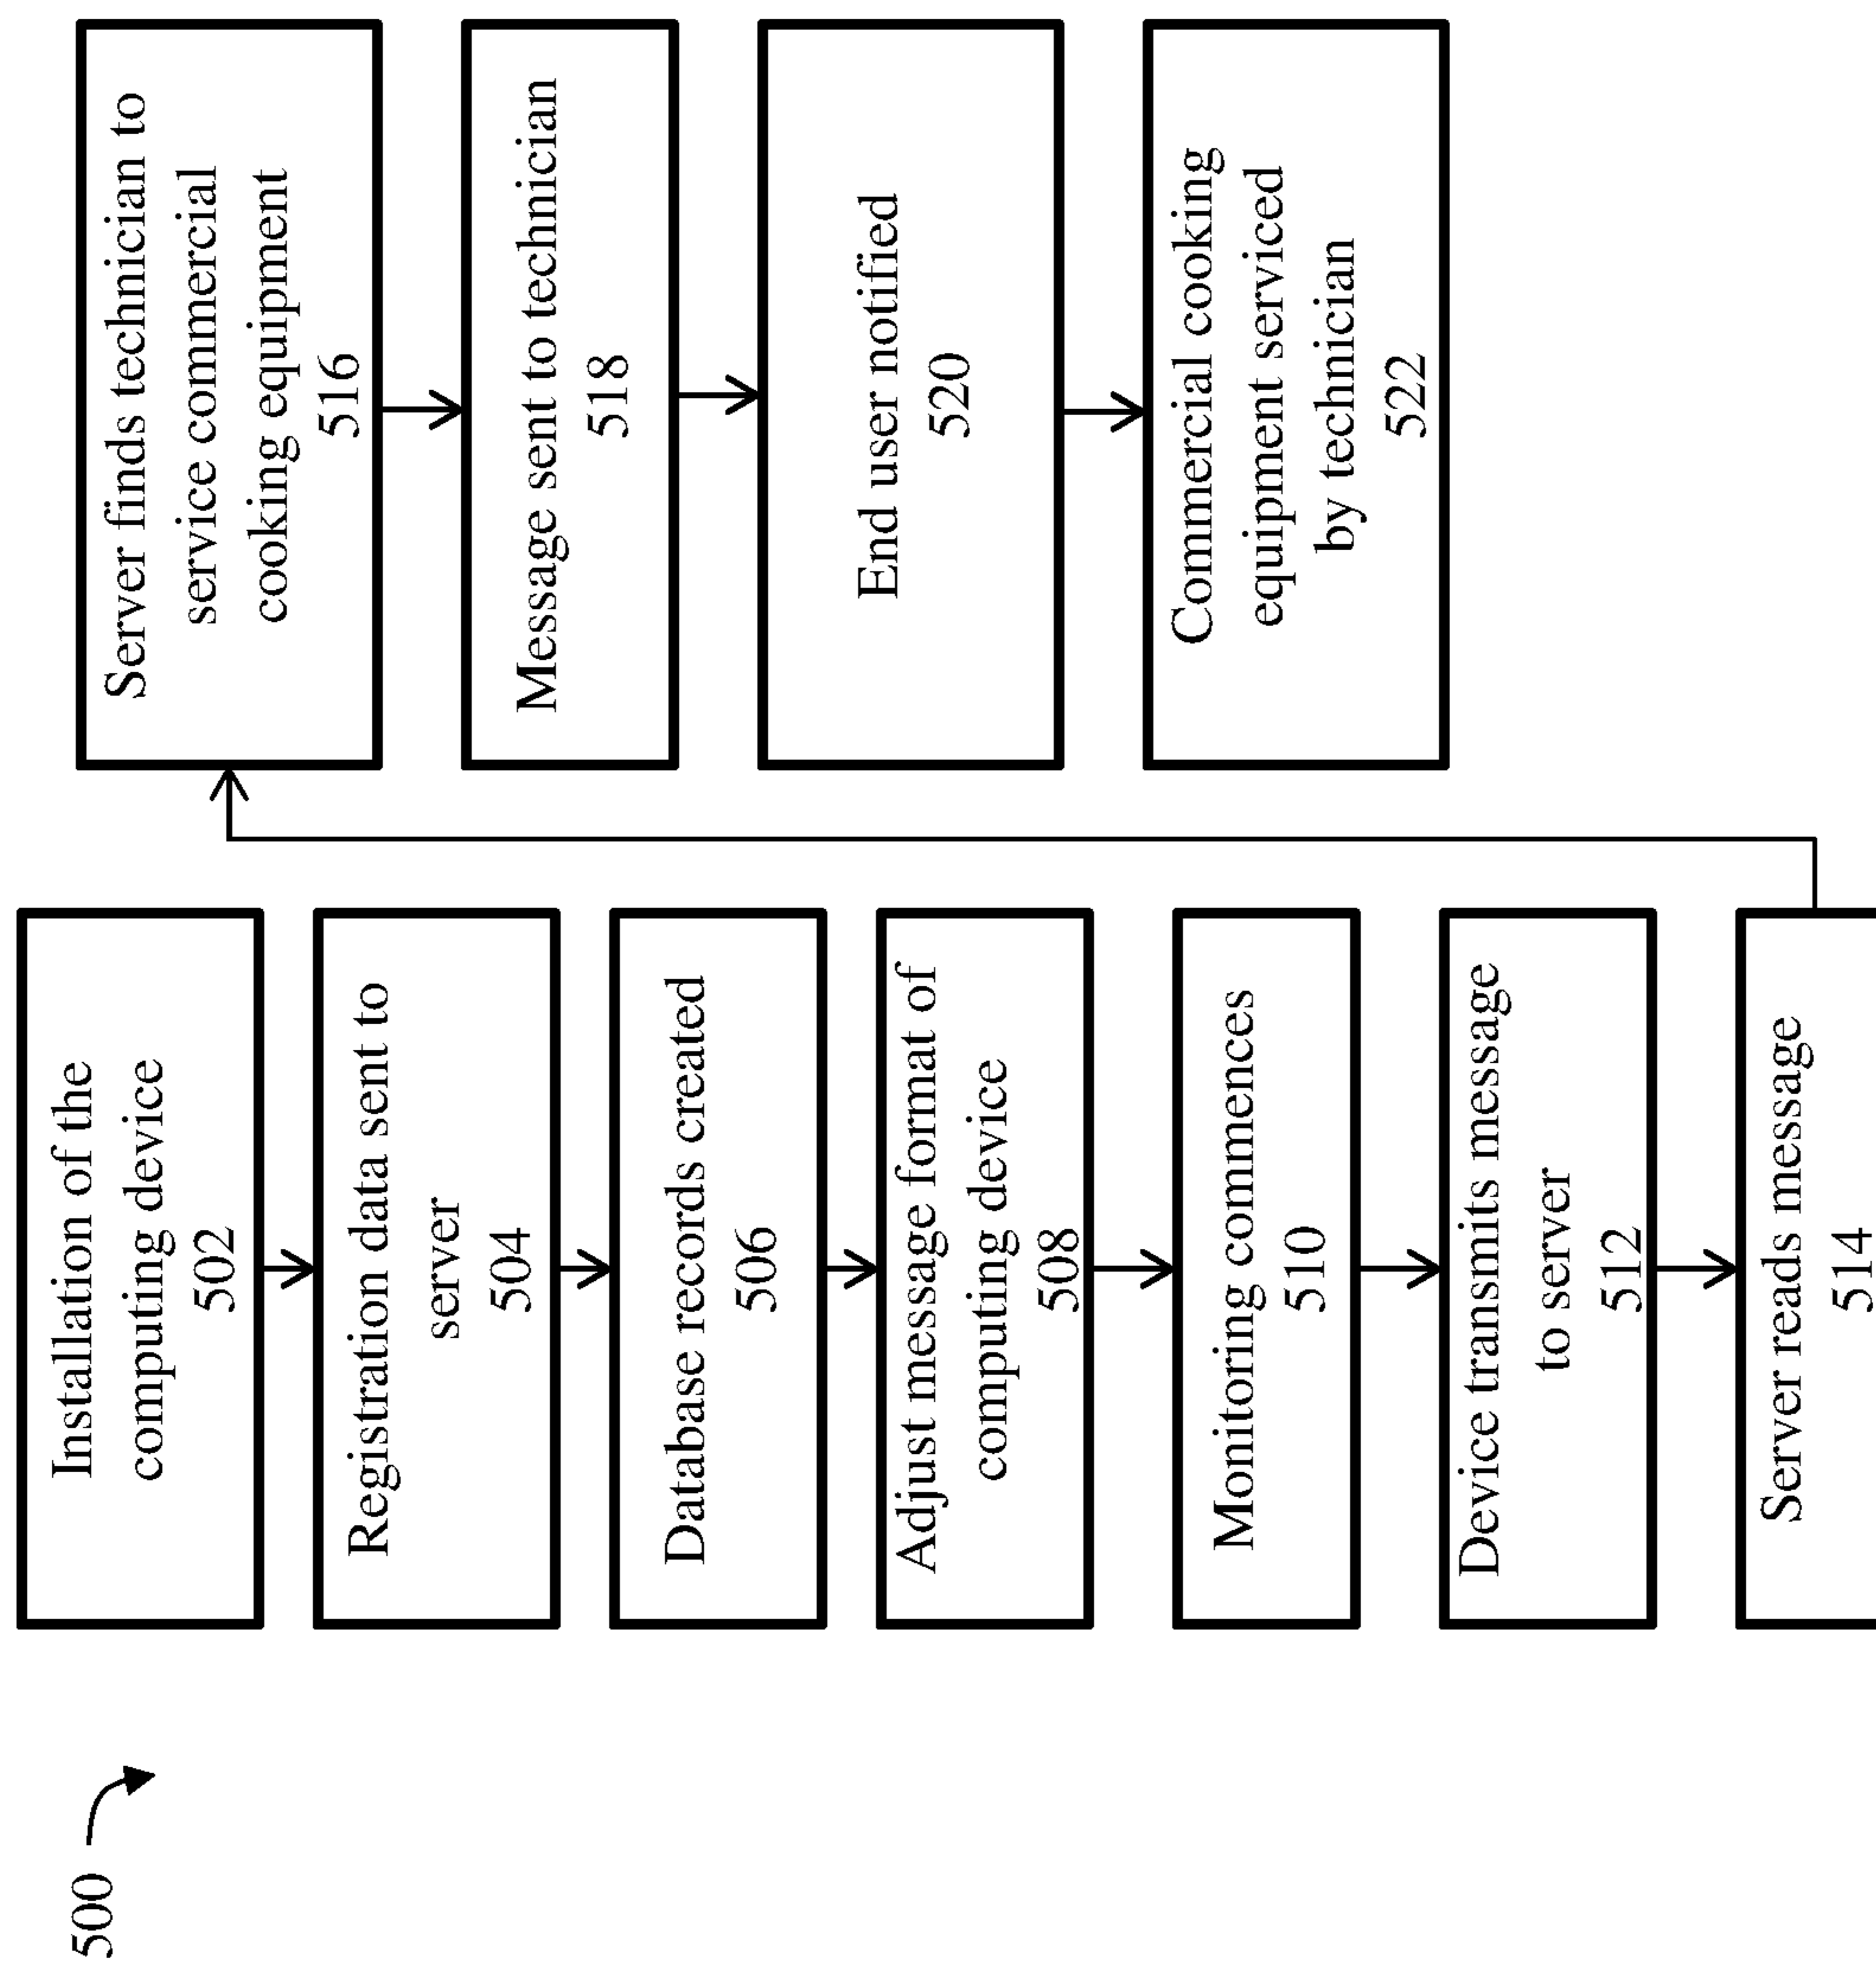 500
Installation of the
computing device
502
Registration data sent to
server
504
Database records created
506
Adjust message format of
computing device
508
Monitoring commences
510
Device transmits message
to server
512
Server reads message
514
Server finds technician to
service commercial
cooking equipment
516
Message sent to technician
518
End user notified
520
Commercial cooking
equipment serviced
by technician
522